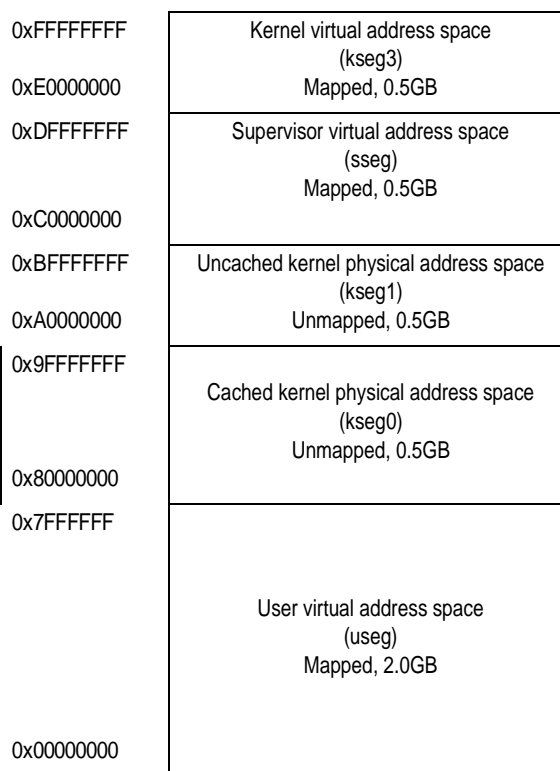 0xFFFFFFFF
Kernel virtual address space
(kseg3)
0xE0000000
Mapped, 0.5GB
0xDFFFFFFF
Supervisor virtual address space
(sseg)
Mapped, 0.5GB
0xC0000000
0xBFFFFFFF
Uncached kernel physical address space
(kseg1)
0xA0000000
Unmapped, 0.5GB
0x9FFFFFFF
Cached kernel physical address space
(kseg0)
Unmapped, 0.5GB
0x80000000
0x7FFFFFF
User virtual address space
(useg)
Mapped, 2.0GB
0x00000000